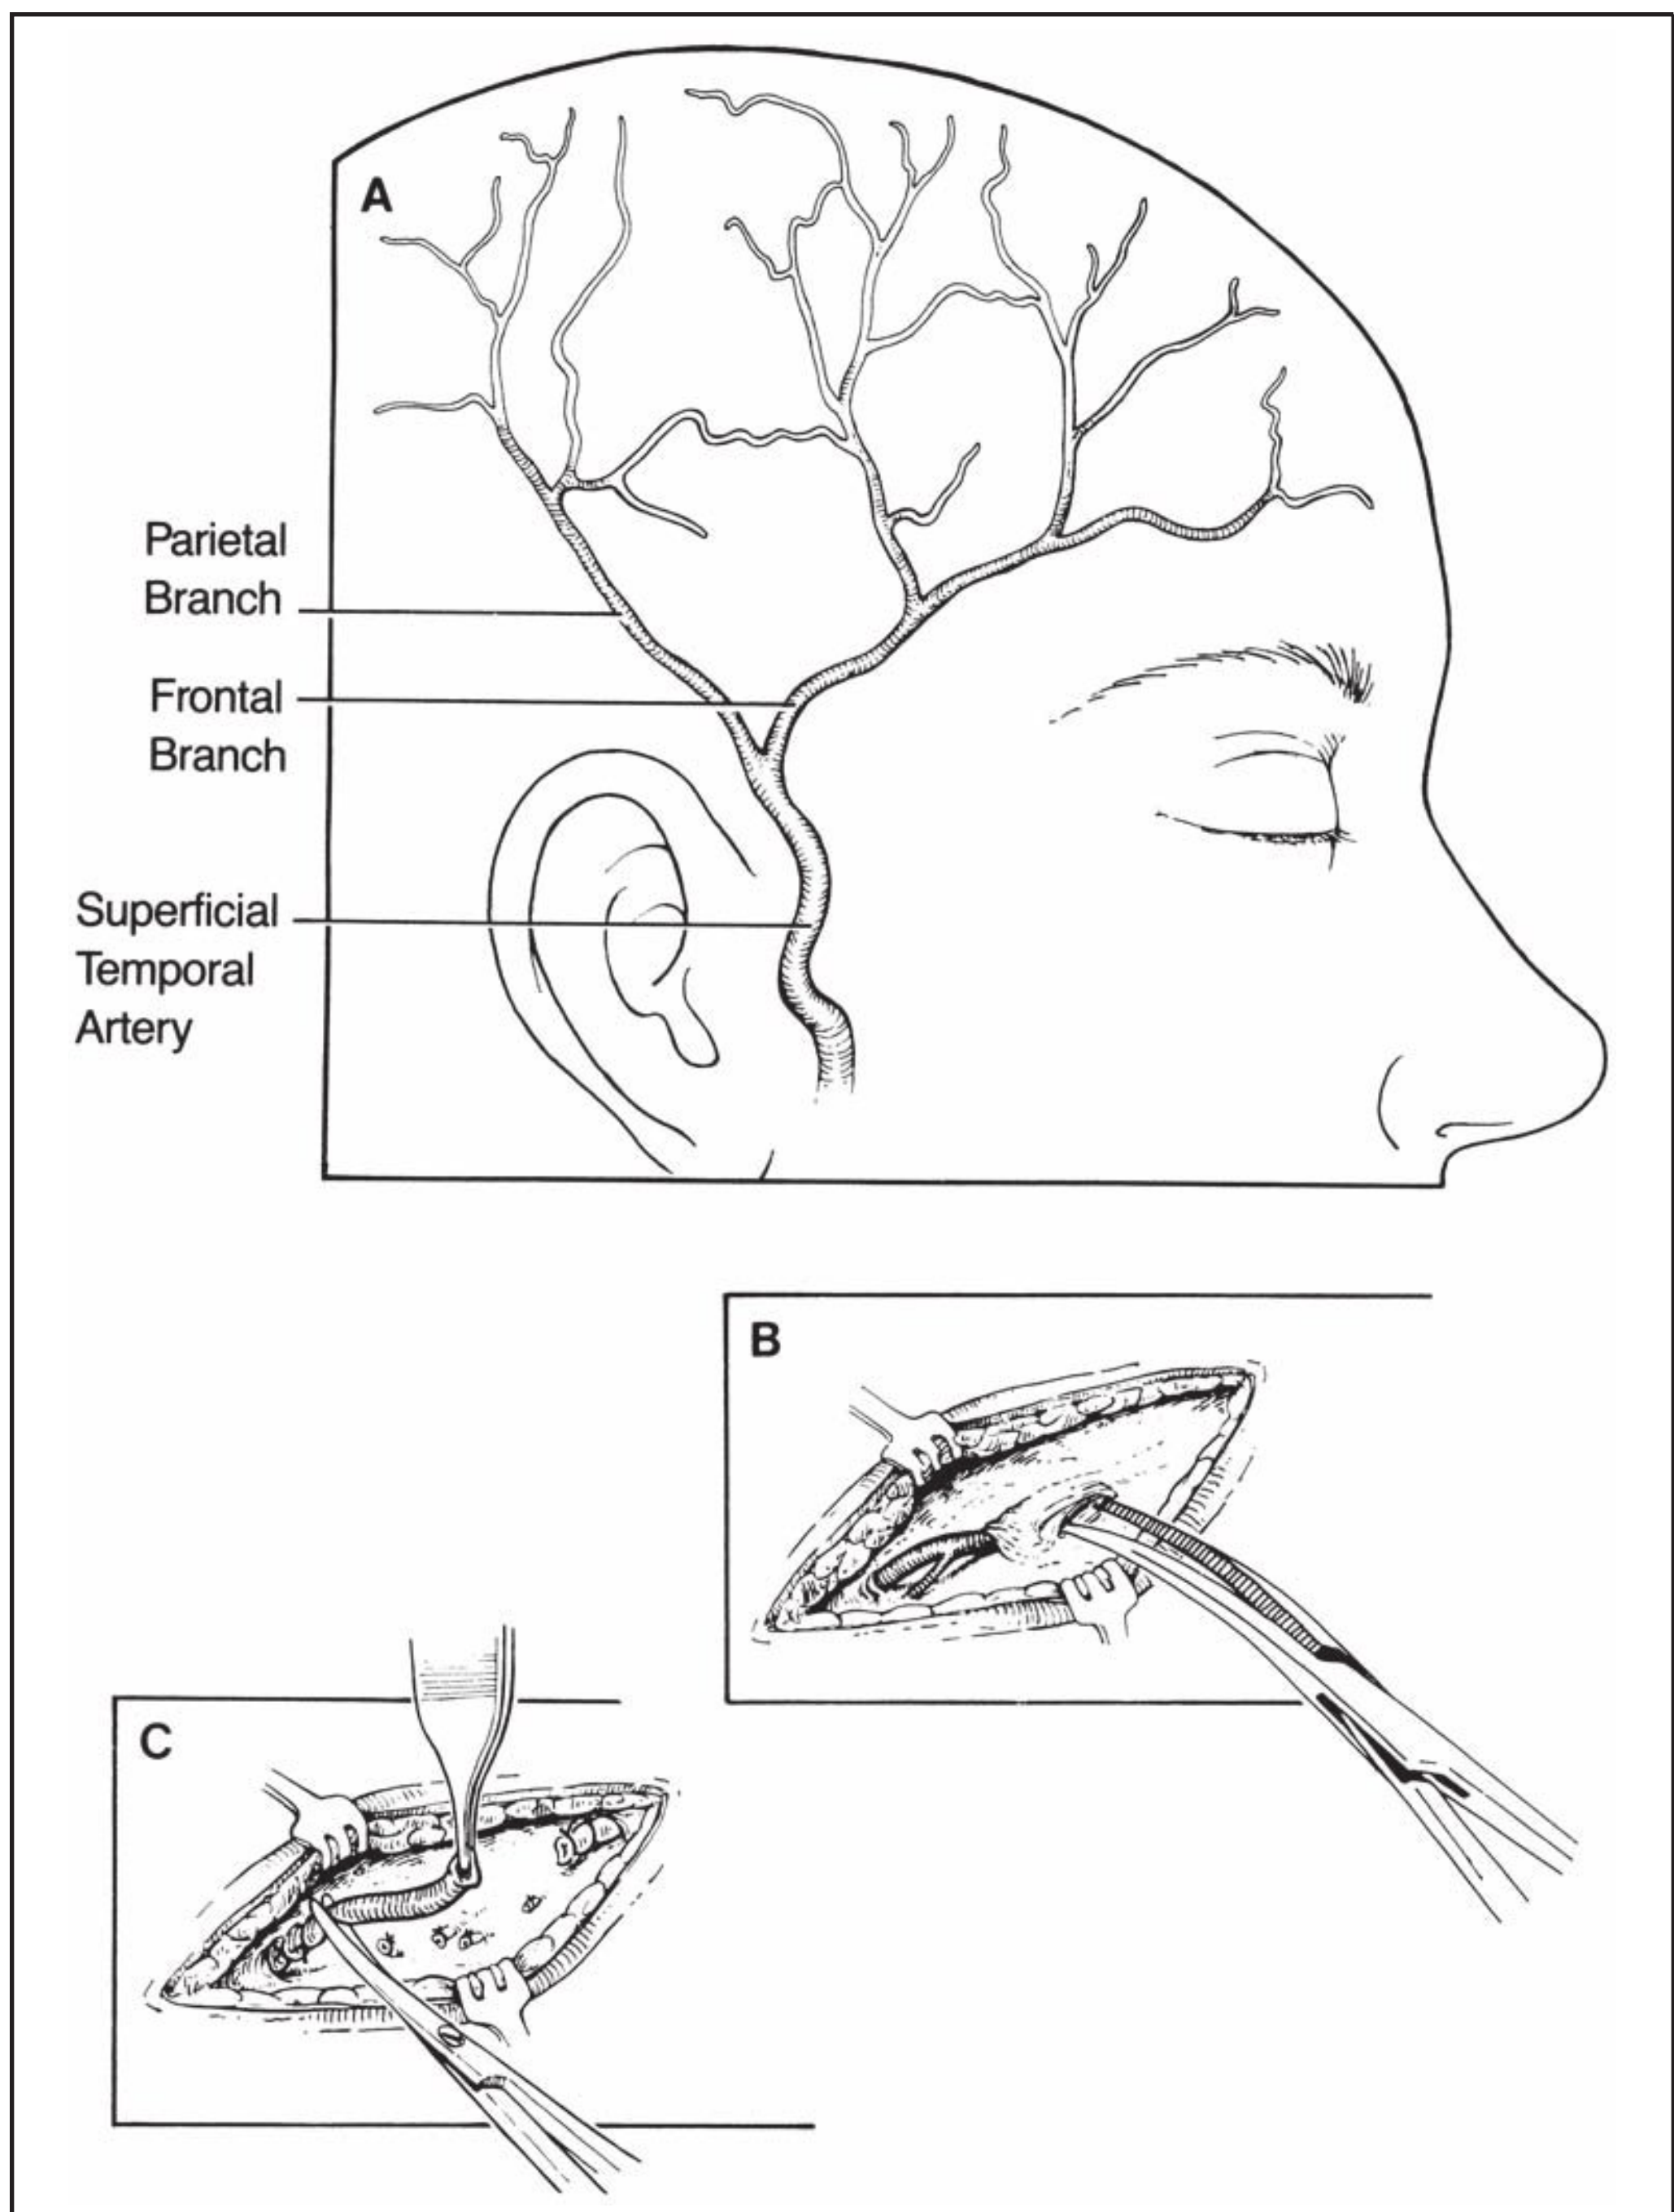 A
Parietal
Branch
Frontal
Branch
Superficial
Temporal
Artery
B
C